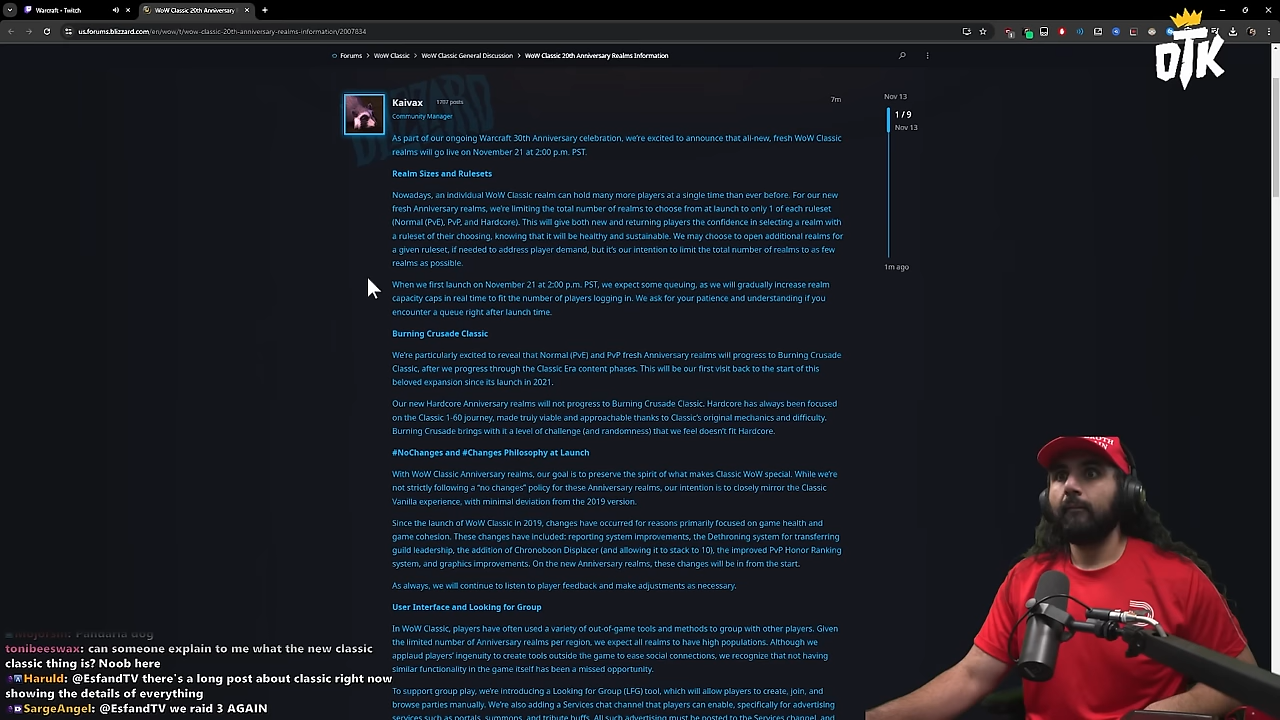 Warcraft - Twitch
WoW Classic 20th Anniversary
us.forums.blizzard.com/en/wow/t/wow-classic-20th-anniversary-realms-information/2007834
OTK
Forums > WoW Classic > WoW Classic General Discussion > WoW Classic 20th Anniversary Realms Information
BLIZZARD
Kaivax 1707 posts 7m
Community Manager
Nov 13
1 / 9
Nov 13
1m ago
As part of our ongoing Warcraft 30th Anniversary celebration, we're excited to announce that all-new, fresh WoW Classic
realms will go live on November 21 at 2:00 p.m. PST.
Realm Sizes and Rulesets
Nowadays, an individual WoW Classic realm can hold many more players at a single time than ever before. For our new
fresh Anniversary realms, we're limiting the total number of realms to choose from at launch to only 1 of each ruleset
(Normal (PvE), PvP, and Hardcore). This will give both new and returning players the confidence in selecting a realm with
a ruleset of their choosing, knowing that it will be healthy and sustainable. We may choose to open additional realms for
a given ruleset, if needed to address player demand, but it's our intention to limit the total number of realms to as few
realms as possible.
When we first launch on November 21 at 2:00 p.m. PST, we expect some queuing, as we will gradually increase realm
capacity caps in real time to fit the number of players logging in. We ask for your patience and understanding if you
encounter a queue right after launch time.
Burning Crusade Classic
We're particularly excited to reveal that Normal (PvE) and PvP fresh Anniversary realms will progress to Burning Crusade
Classic, after we progress through the Classic Era content phases. This will be our first visit back to the start of this
beloved expansion since its launch in 2021.
Our new Hardcore Anniversary realms will not progress to Burning Crusade Classic. Hardcore has always been focused
on the Classic 1-60 journey, made truly viable and approachable thanks to Classic's original mechanics and difficulty.
Burning Crusade brings with it a level of challenge (and randomness) that we feel doesn't fit Hardcore.
#NoChanges and #Changes Philosophy at Launch
With WoW Classic Anniversary realms, our goal is to preserve the spirit of what makes Classic WoW special. While we're
not strictly following a "no changes" policy for these Anniversary realms, our intention is to closely mirror the Classic
Vanilla experience, with minimal deviation from the 2019 version.
Since the launch of WoW Classic in 2019, changes have occurred for reasons primarily focused on game health and
game cohesion. These changes have included: reporting system improvements, the Dethroning system for transferring
guild leadership, the addition of Chronoboon Displacer (and allowing it to stack to 10), the improved PvP Honor Ranking
system, and graphics improvements. On the new Anniversary realms, these changes will be in from the start.
As always, we will continue to listen to player feedback and make adjustments as necessary.
User Interface and Looking for Group
In WoW Classic, players have often used a variety of out-of-game tools and methods to group with other players. Given
the limited number of Anniversary realms per region, we expect all realms to have high populations. Although we
applaud players' ingenuity to create tools outside the game to ease social connections, we recognize that not having
similar functionality in the game itself has been a missed opportunity.
To support group play, we're introducing a Looking for Group (LFG) tool, which will allow players to create, join, and
browse parties manually. We're also adding a Services chat channel that players can enable, specifically for advertising
services such as portals, summons, and tribute buffs. All such advertising must be posted to the Services channel, and
Pandaria dog
tonibeeswax: can someone explain to me what the new classic
classic thing is? Noob here
Haruld: @EsfandTV there's a long post about classic right now
showing the details of everything
SargeAngel: @EsfandTV we raid 3 AGAIN